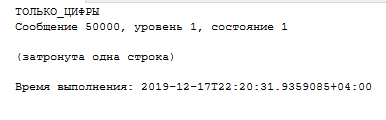 ТОЛЬКО_ЦИФРЫ
Сообщение 50000, уровень 1, состояние 1
(затронута одна строка)
Время выполнения: 2019-12-17T22:20:31.9359085+04:00